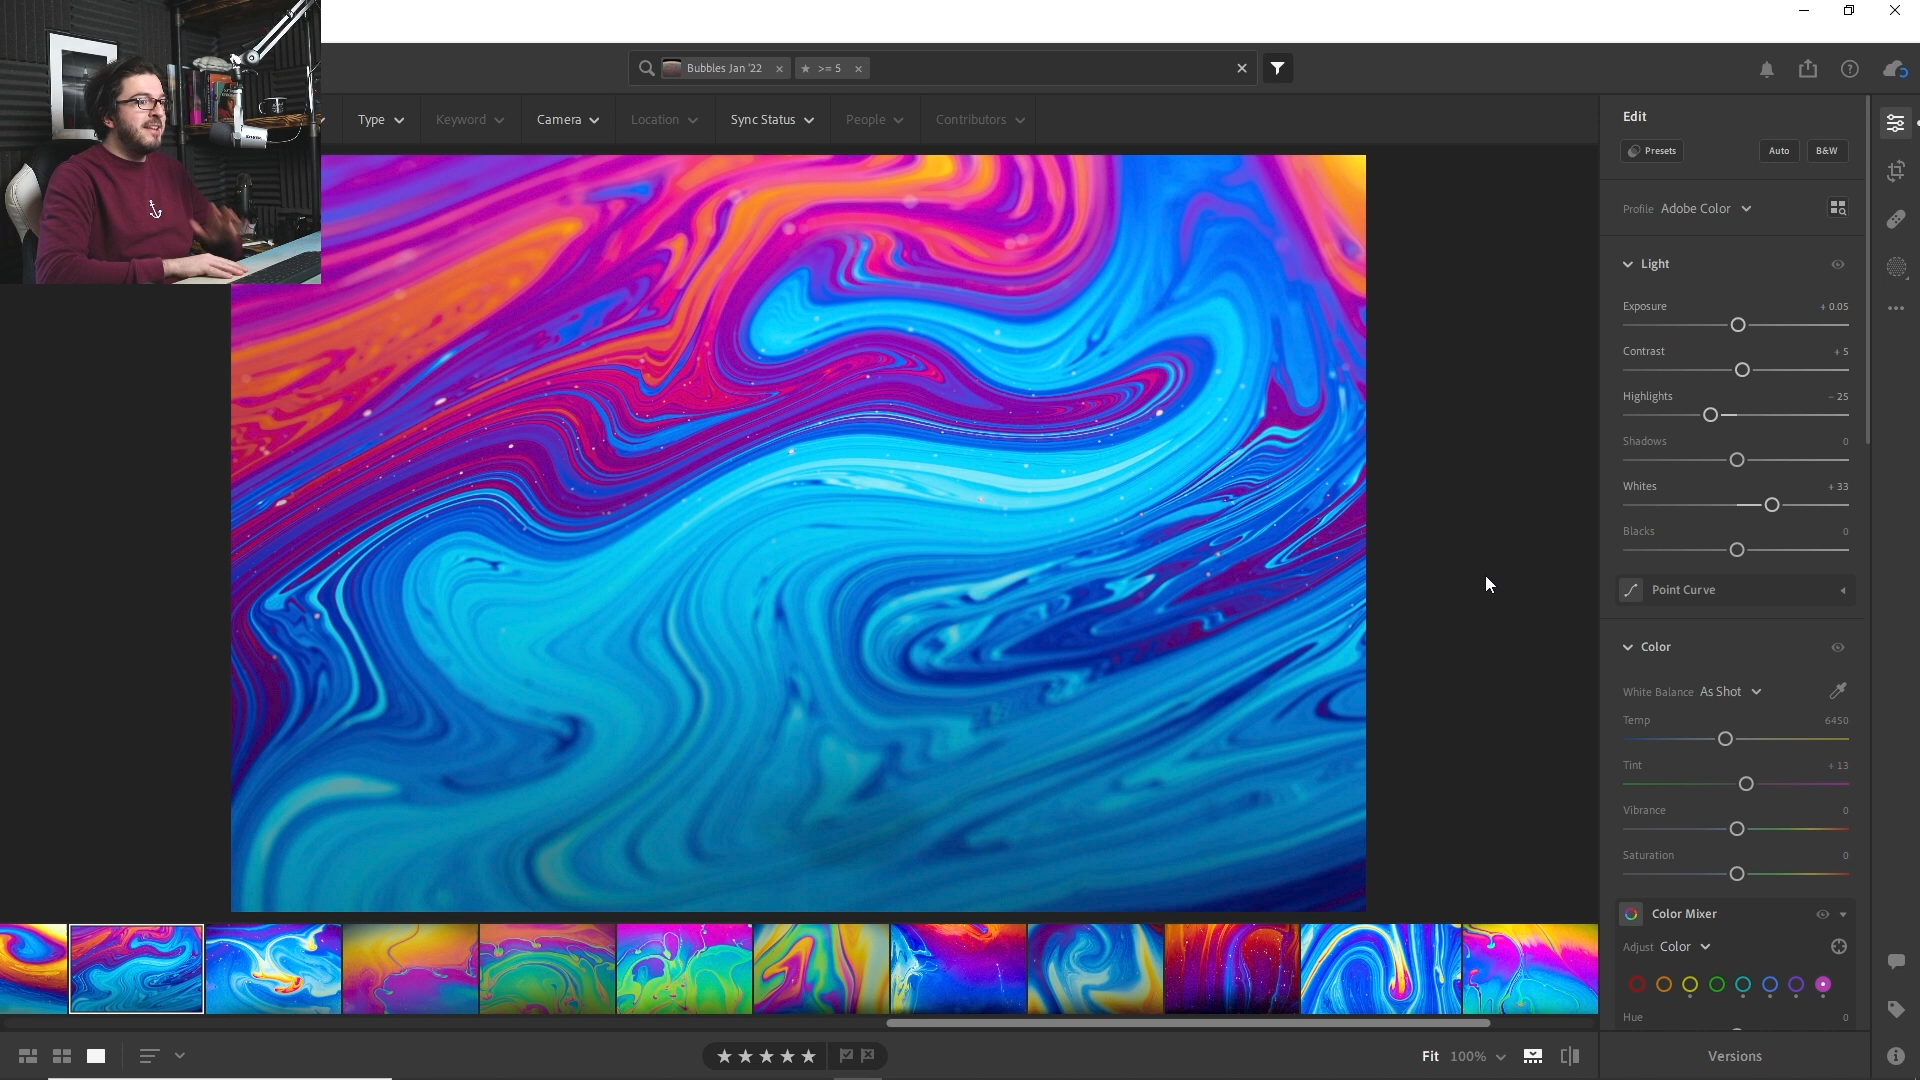 Bubbles Jan '22 × ★ >= 5 ×
Type Keyword Camera Location Sync Status People Contributors
Edit
Presets Auto B&W
Profile Adobe Color
Light
Exposure + 0.05
Contrast + 5
Highlights − 25
Shadows 0
Whites + 33
Blacks 0
Point Curve
Color
White Balance As Shot
Temp 6450
Tint + 13
Vibrance 0
Saturation 0
Color Mixer
Adjust Color
Hue 0
Fit 100%
Versions